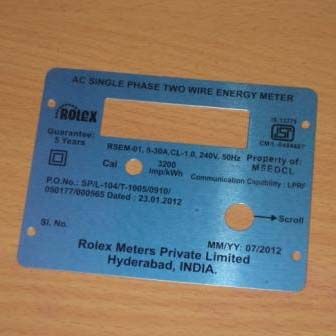 AC SINGLE PHASE TWO WIRE ENERGY METER
ROLEX
IS 13779
ISI
Guarantee:
5 Years
RSEM-01, 5-30A,CL-1.0, 240V, 50Hz
Cal
3200
imp/kWh
Property of:
MSEDCL
Communication Capability : LPRF
P.O.No.: SP/L-104/T-1005/0910/
050177/000565 Dated : 23.01.2012
Scroll
Sl. No.
MM/YY: 07/2012
Rolex Meters Private Limited
Hyderabad, INDIA.